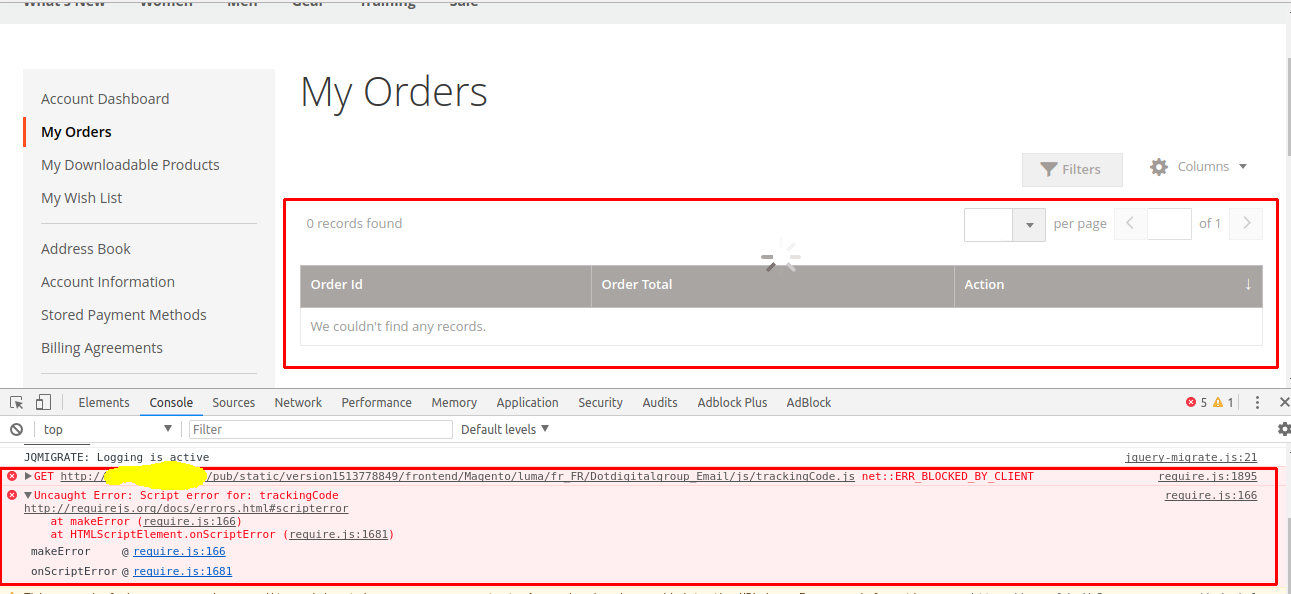 What's New Women Men Gear Training Sale
Account Dashboard
My Orders
My Downloadable Products
My Wish List
Address Book
Account Information
Stored Payment Methods
Billing Agreements
My Orders
Filters
Columns
0 records found
per page
of 1
Order Id Order Total Action ↓
We couldn't find any records.
Elements Console Sources Network Performance Memory Application Security Audits Adblock Plus AdBlock 5 1
top Filter Default levels
JQMIGRATE: Logging is active jquery-migrate.js:21
GET http:/ /pub/static/version1513778849/frontend/Magento/luma/fr_FR/Dotdigitalgroup_Email/js/trackingCode.js net::ERR_BLOCKED_BY_CLIENT require.js:1895
Uncaught Error: Script error for: trackingCode require.js:166
http://requirejs.org/docs/errors.html#scripterror
at makeError (require.js:166)
at HTMLScriptElement.onScriptError (require.js:1681)
makeError @ require.js:166
onScriptError @ require.js:1681